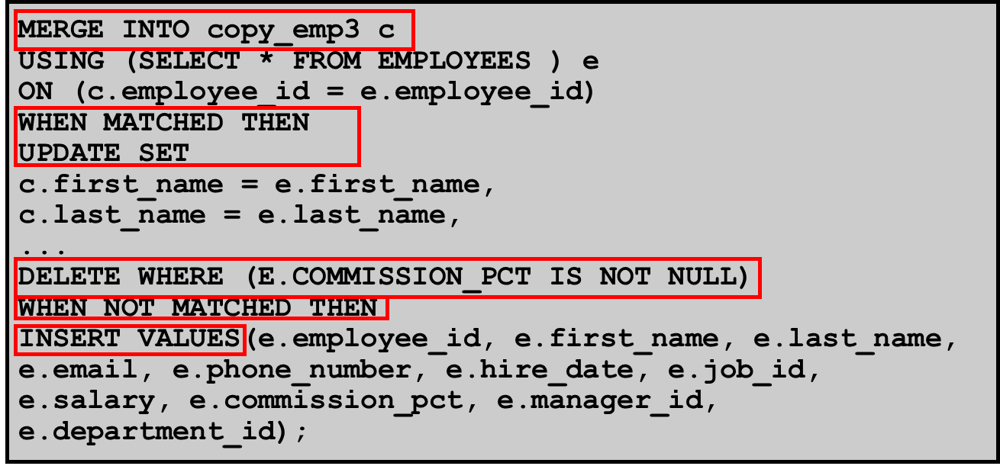 MERGE INTO copy_emp3 c
USING (SELECT * FROM EMPLOYEES ) e
ON (c.employee_id = e.employee_id)
WHEN MATCHED THEN
UPDATE SET
c.first_name = e.first_name,
c.last_name = e.last_name,
...
DELETE WHERE (E.COMMISSION_PCT IS NOT NULL)
WHEN NOT MATCHED THEN
INSERT VALUES(e.employee_id, e.first_name, e.last_name,
e.email, e.phone_number, e.hire_date, e.job_id,
e.salary, e.commission_pct, e.manager_id,
e.department_id);